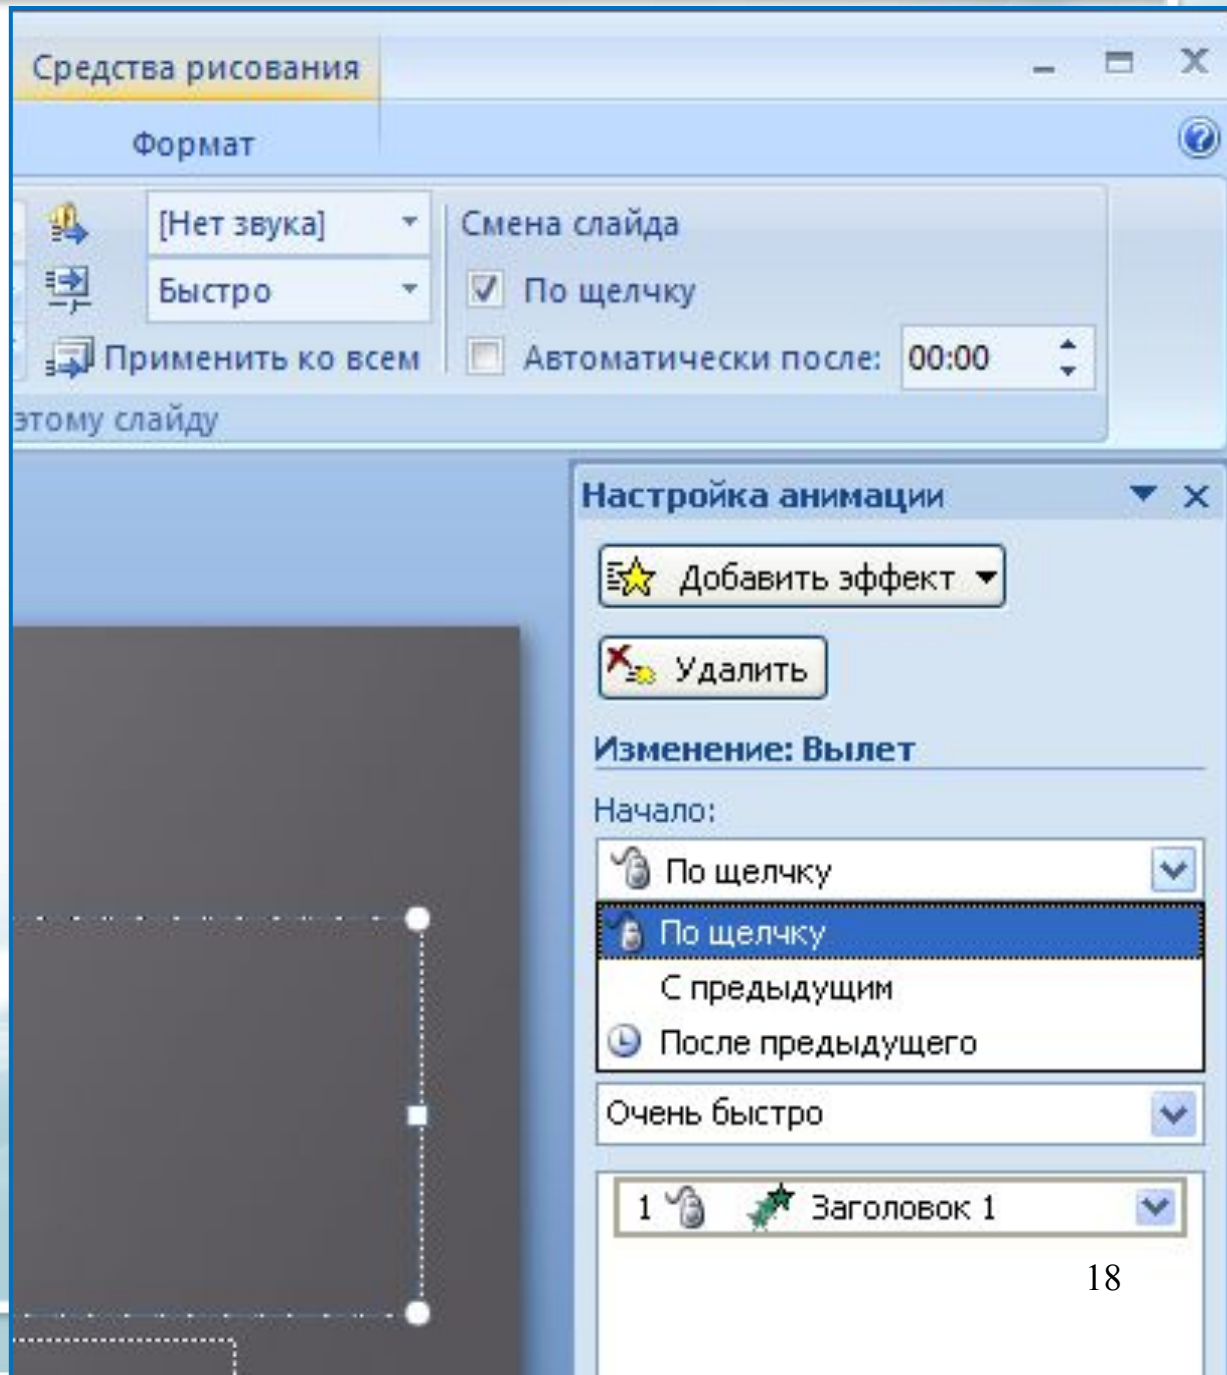 Средства рисования
Формат
[Нет звука]
Смена слайда
Быстро
По щелчку
Применить ко всем
Автоматически после: 00:00
этому слайду
Настройка анимации
Добавить эффект
Удалить
Изменение: Вылет
Начало:
По щелчку
По щелчку
С предыдущим
После предыдущего
Очень быстро
1 Заголовок 1
18